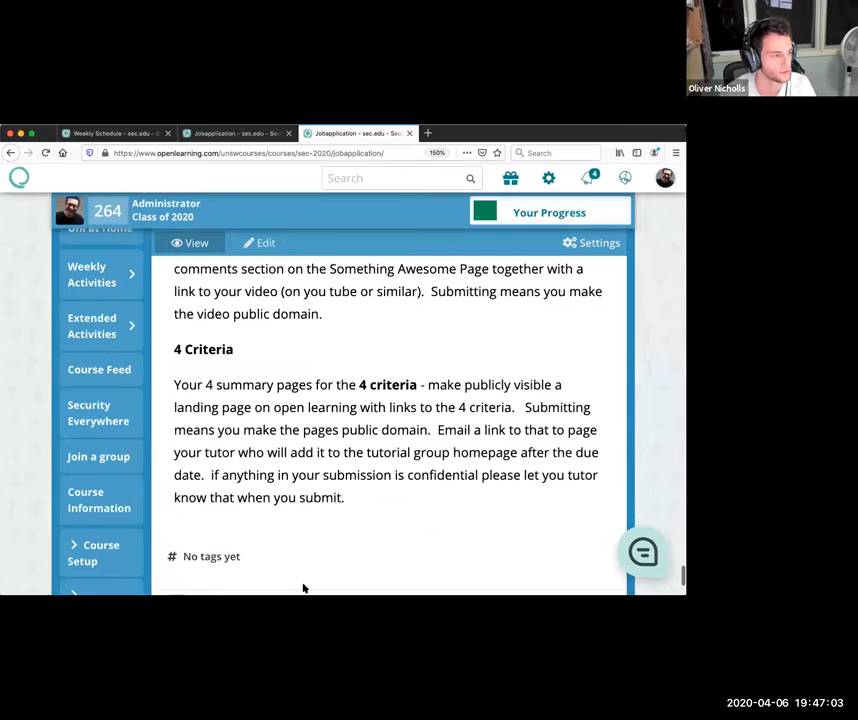 Oliver Nicholls
Weekly Schedule - sec.edu - S
Jobapplication - sec.edu - Sec
Jobapplication - sec.edu - Sec
https://www.openlearning.com/unswcourses/courses/sec-2020/jobapplication/
150%
Search
Search
4
264
Administrator
Class of 2020
Your Progress
Uni at Home
View
Edit
Settings
Weekly
Activities
Extended
Activities
Course Feed
Security
Everywhere
Join a group
Course
Information
Course
Setup
comments section on the Something Awesome Page together with a
link to your video (on you tube or similar). Submitting means you make
the video public domain.
4 Criteria
Your 4 summary pages for the 4 criteria - make publicly visible a
landing page on open learning with links to the 4 criteria. Submitting
means you make the pages public domain. Email a link to that to page
your tutor who will add it to the tutorial group homepage after the due
date. if anything in your submission is confidential please let you tutor
know that when you submit.
# No tags yet
2020-04-06 19:47:03